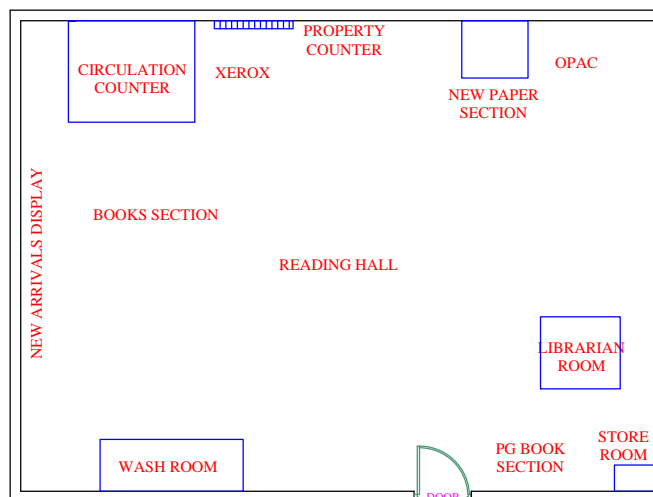 PROPERTY
COUNTER
CIRCULATION
COUNTER
XEROX
OPAC
NEW PAPER
SECTION
NEW ARRIVALS DISPLAY
BOOKS SECTION
READING HALL
LIBRARIAN
ROOM
WASH ROOM
PG BOOK
SECTION
STORE
ROOM
DOOR